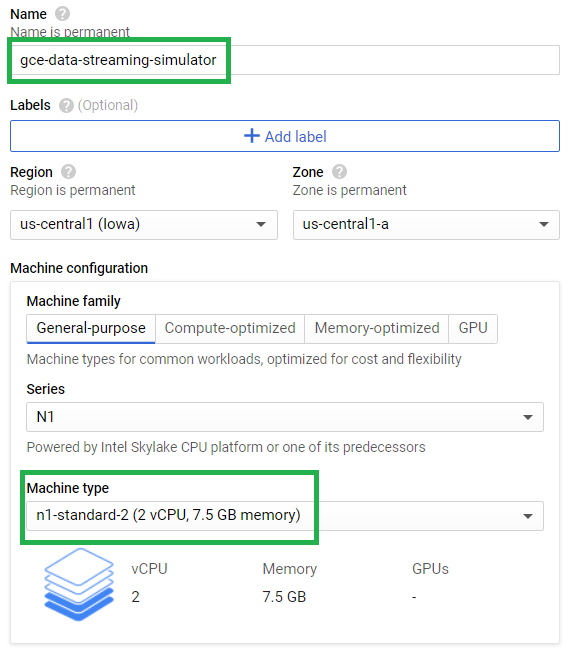 Name ?
Name is permanent
gce-data-streaming-simulator
Labels ? (Optional)
+ Add label
Region ?
Region is permanent
Zone ?
Zone is permanent
us-central1 (Iowa)
us-central1-a
Machine configuration
Machine family
General-purpose
Compute-optimized
Memory-optimized
GPU
Machine types for common workloads, optimized for cost and flexibility
Series
N1
Powered by Intel Skylake CPU platform or one of its predecessors
Machine type
n1-standard-2 (2 vCPU, 7.5 GB memory)
vCPU
Memory
GPUs
2
7.5 GB
-